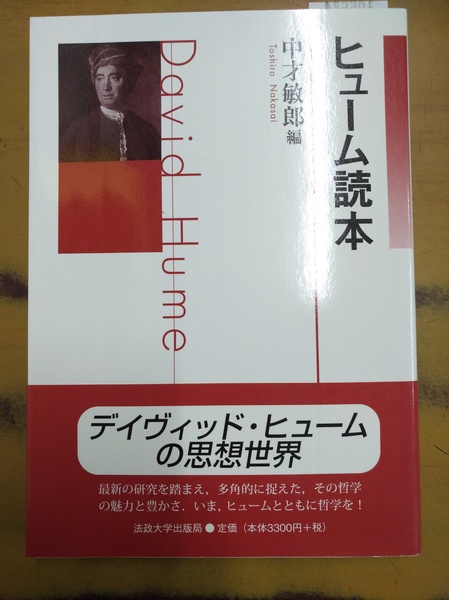 ヒューム読本
中才敏郎 編
Toshiro Nakasai
David Hume
デイヴィッド・ヒューム
の思想世界
最新の研究を踏まえ，多角的に捉えた，その哲学
の魅力と豊かさ．いま，ヒュームとともに哲学を！
法政大学出版局●定価（本体3300円＋税）